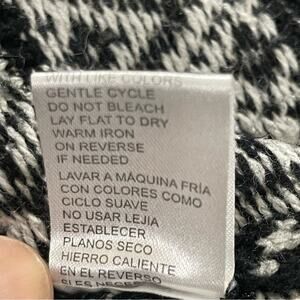 WITH LIKE COLORS
GENTLE CYCLE
DO NOT BLEACH
LAY FLAT TO DRY
WARM IRON
ON REVERSE
IF NEEDED
LAVAR A MÁQUINA FRÍA
CON COLORES COMO
CICLO SUAVE
NO USAR LEJIA
ESTABLECER
PLANOS SECO
HIERRO CALIENTE
EN EL REVERSO